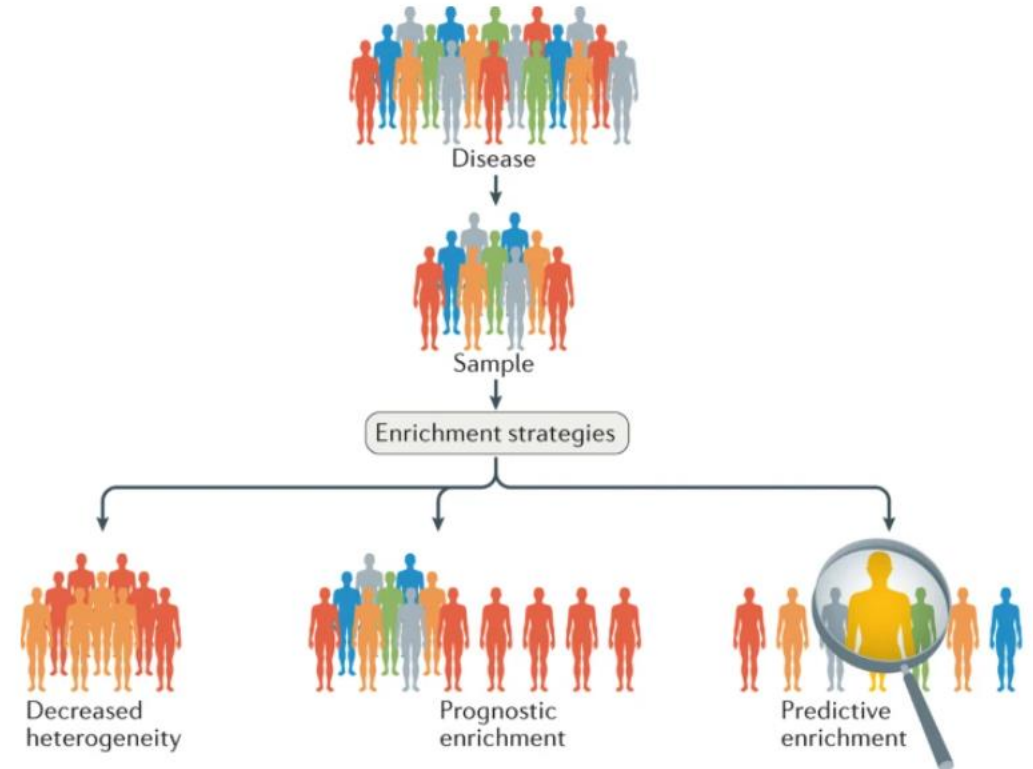 Disease
Sample
Enrichment strategies
Decreased
heterogeneity
Prognostic
enrichment
Predictive
enrichment